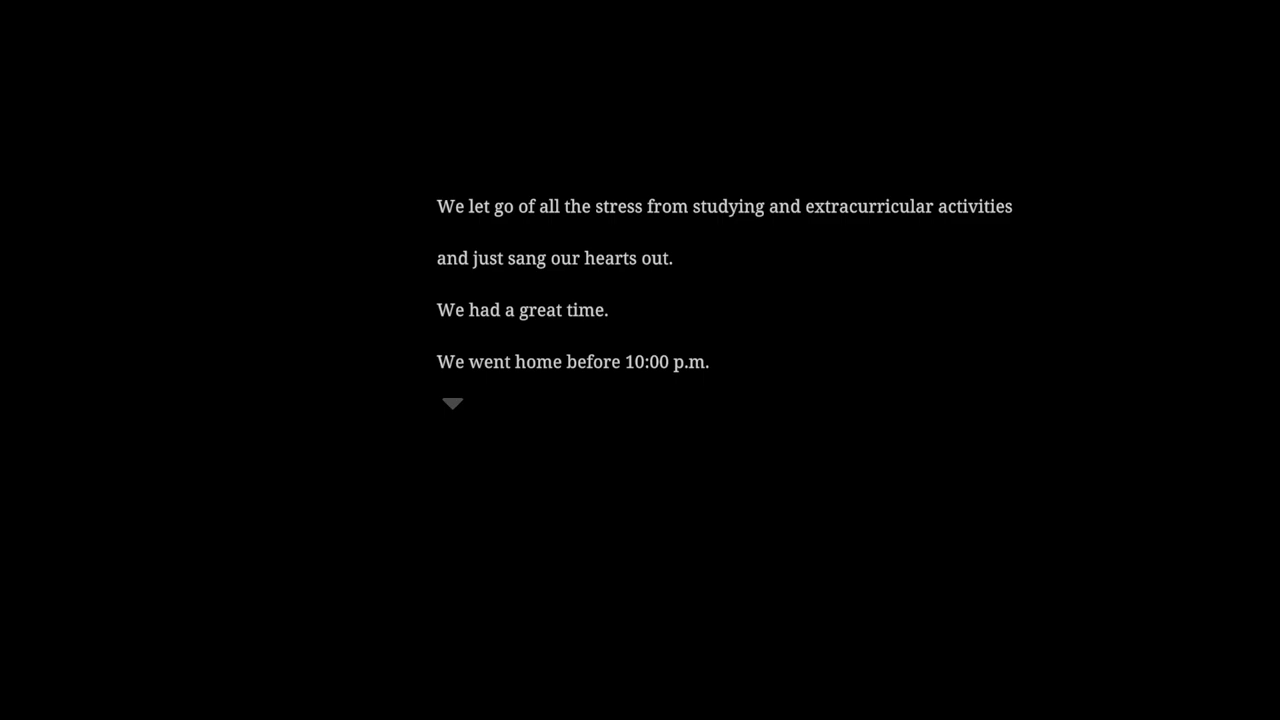 We let go of all the stress from studying and extracurricular activities
and just sang our hearts out.
We had a great time.
We went home before 10:00 p.m.